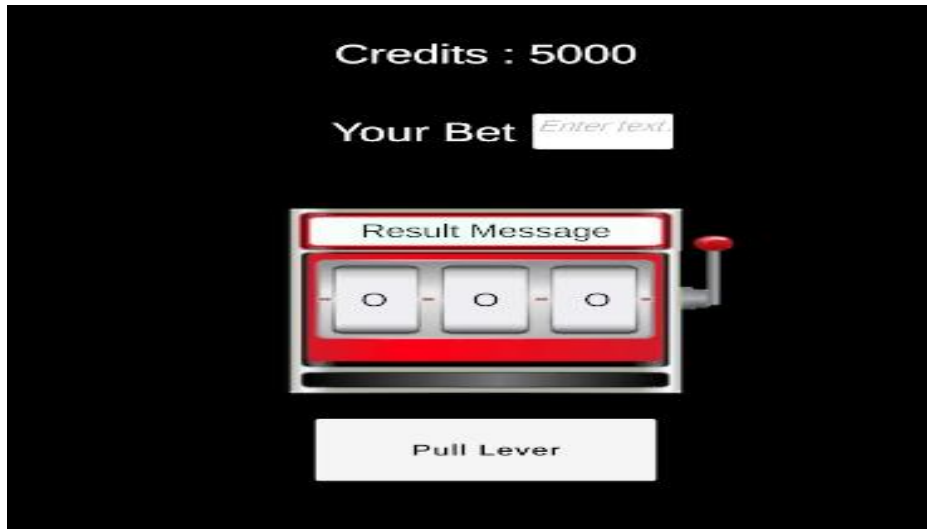 Credits : 5000
Your Bet Enter text.
Result Message
0 0 0
Pull Lever